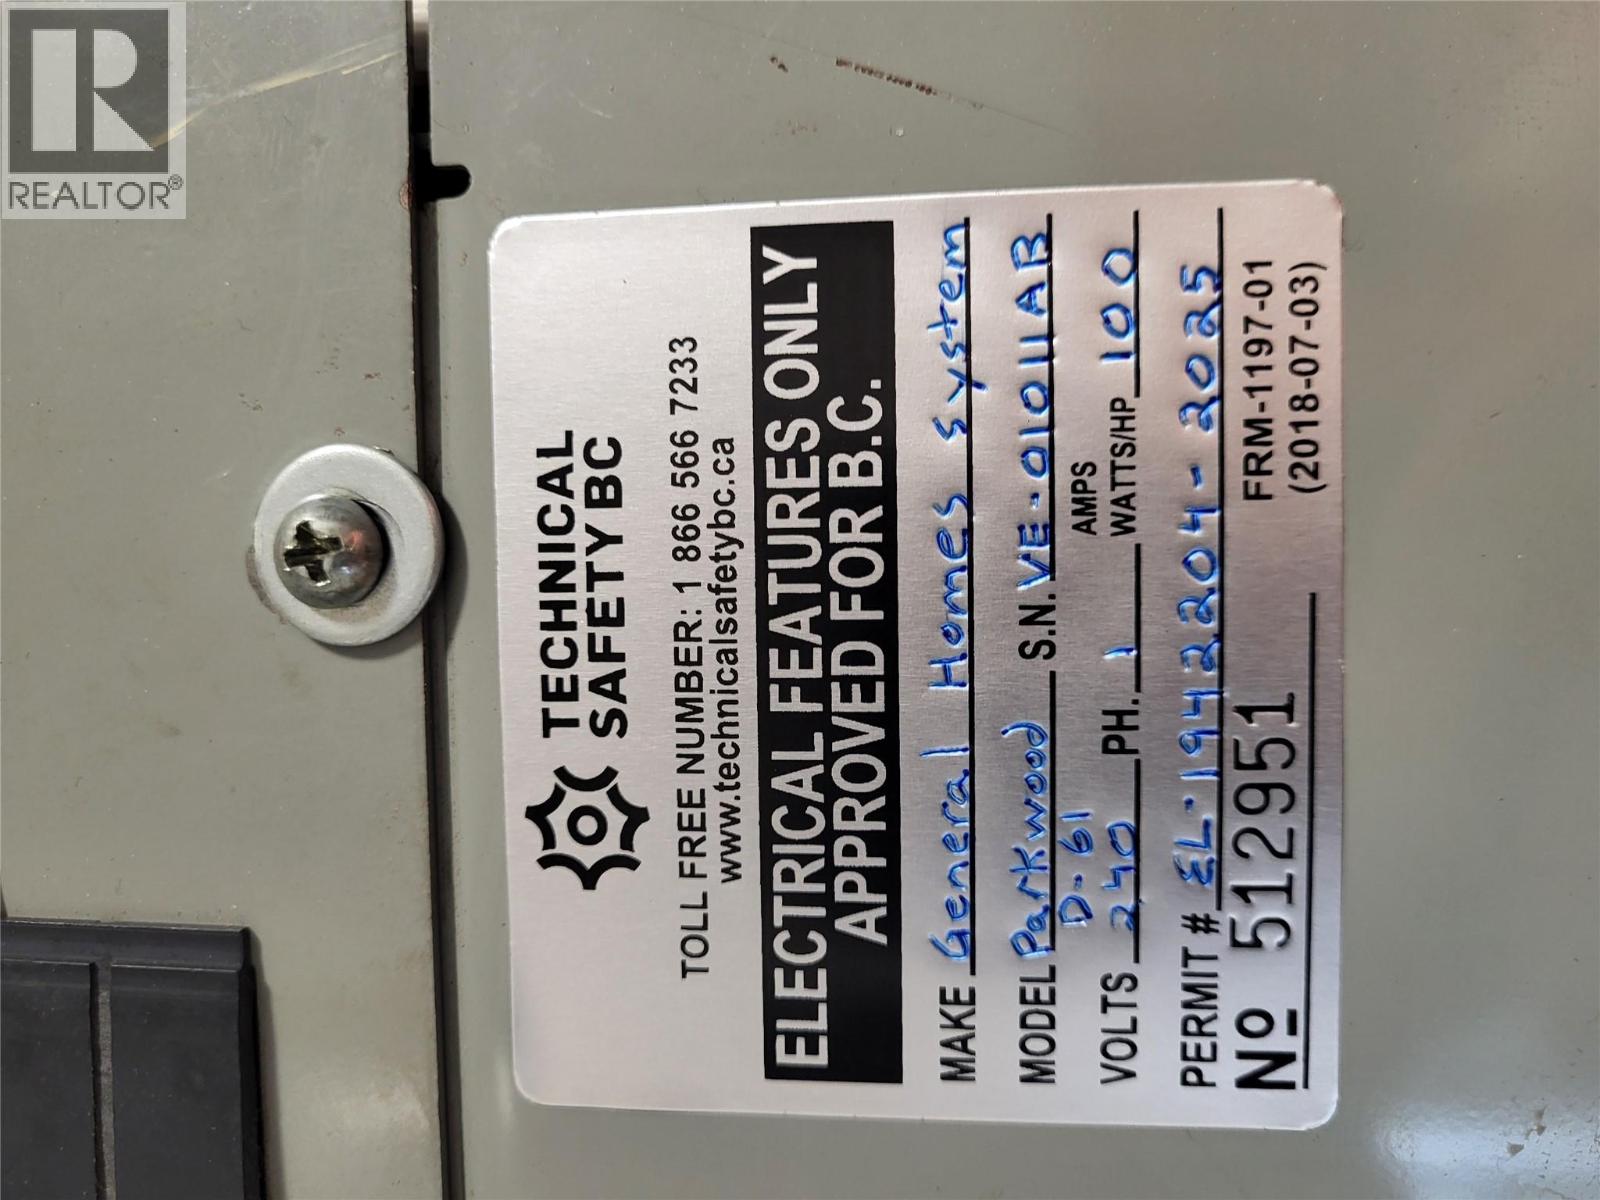 REALTOR®
TECHNICAL
SAFETY BC
TOLL FREE NUMBER: 1 866 566 7233
www.technicalsafetybc.ca
ELECTRICAL FEATURES ONLY
APPROVED FOR B.C.
MAKE General Homes system
MODEL Parkwood S.N. VE-01011AB
D-61 AMPS
VOLTS 240 PH. 1 WATTS/HP 100
PERMIT # EL-1942204-2025
No 512951 FRM-1197-01
(2018-07-03)